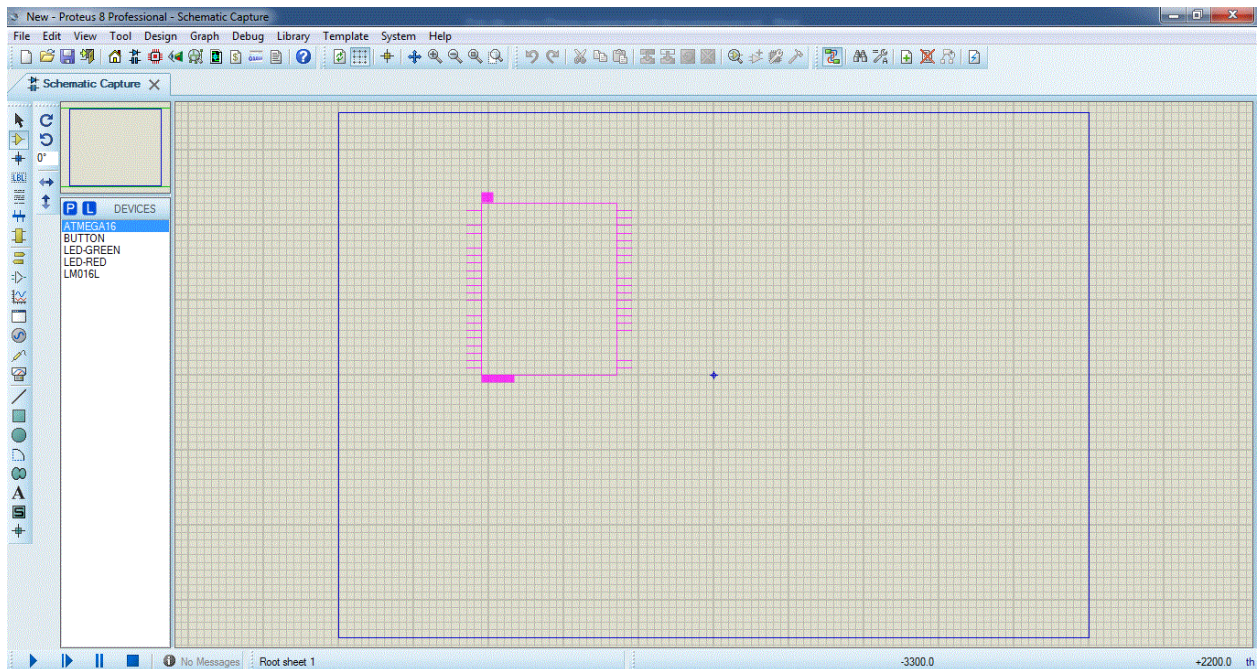 New - Proteus 8 Professional - Schematic Capture
File Edit View Tool Design Graph Debug Library Template System Help
Schematic Capture
0°
LBL
P L DEVICES
ATMEGA16
BUTTON
LED-GREEN
LED-RED
LM016L
A
S
No Messages Root sheet 1 -3300.0 +2200.0 th